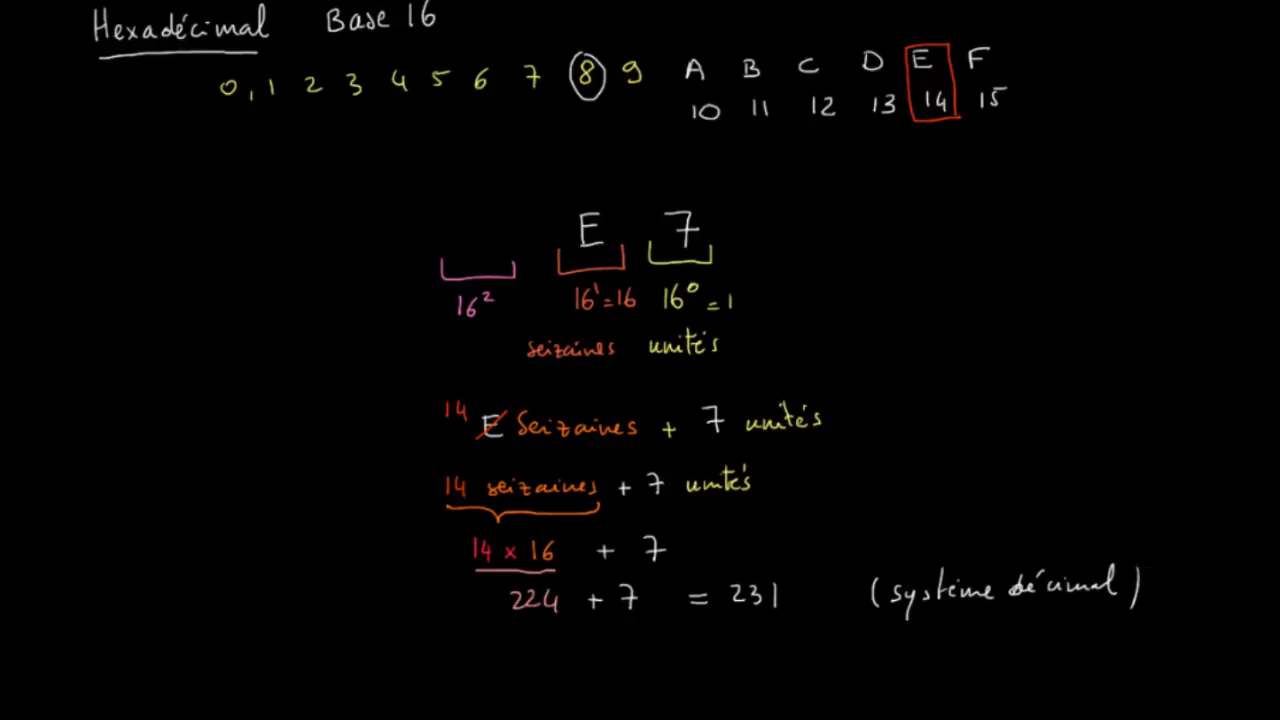 Hexadécimal Base 16
0, 1 2 3 4 5 6 7 8 9 A B C D E F
10 11 12 13 14 15
E 7
16² 16¹=16 16⁰=1
seizaines unités
14 E Seizaines + 7 unités
14 seizaines + 7 unités
14 × 16 + 7
224 + 7 = 231 (système décimal)